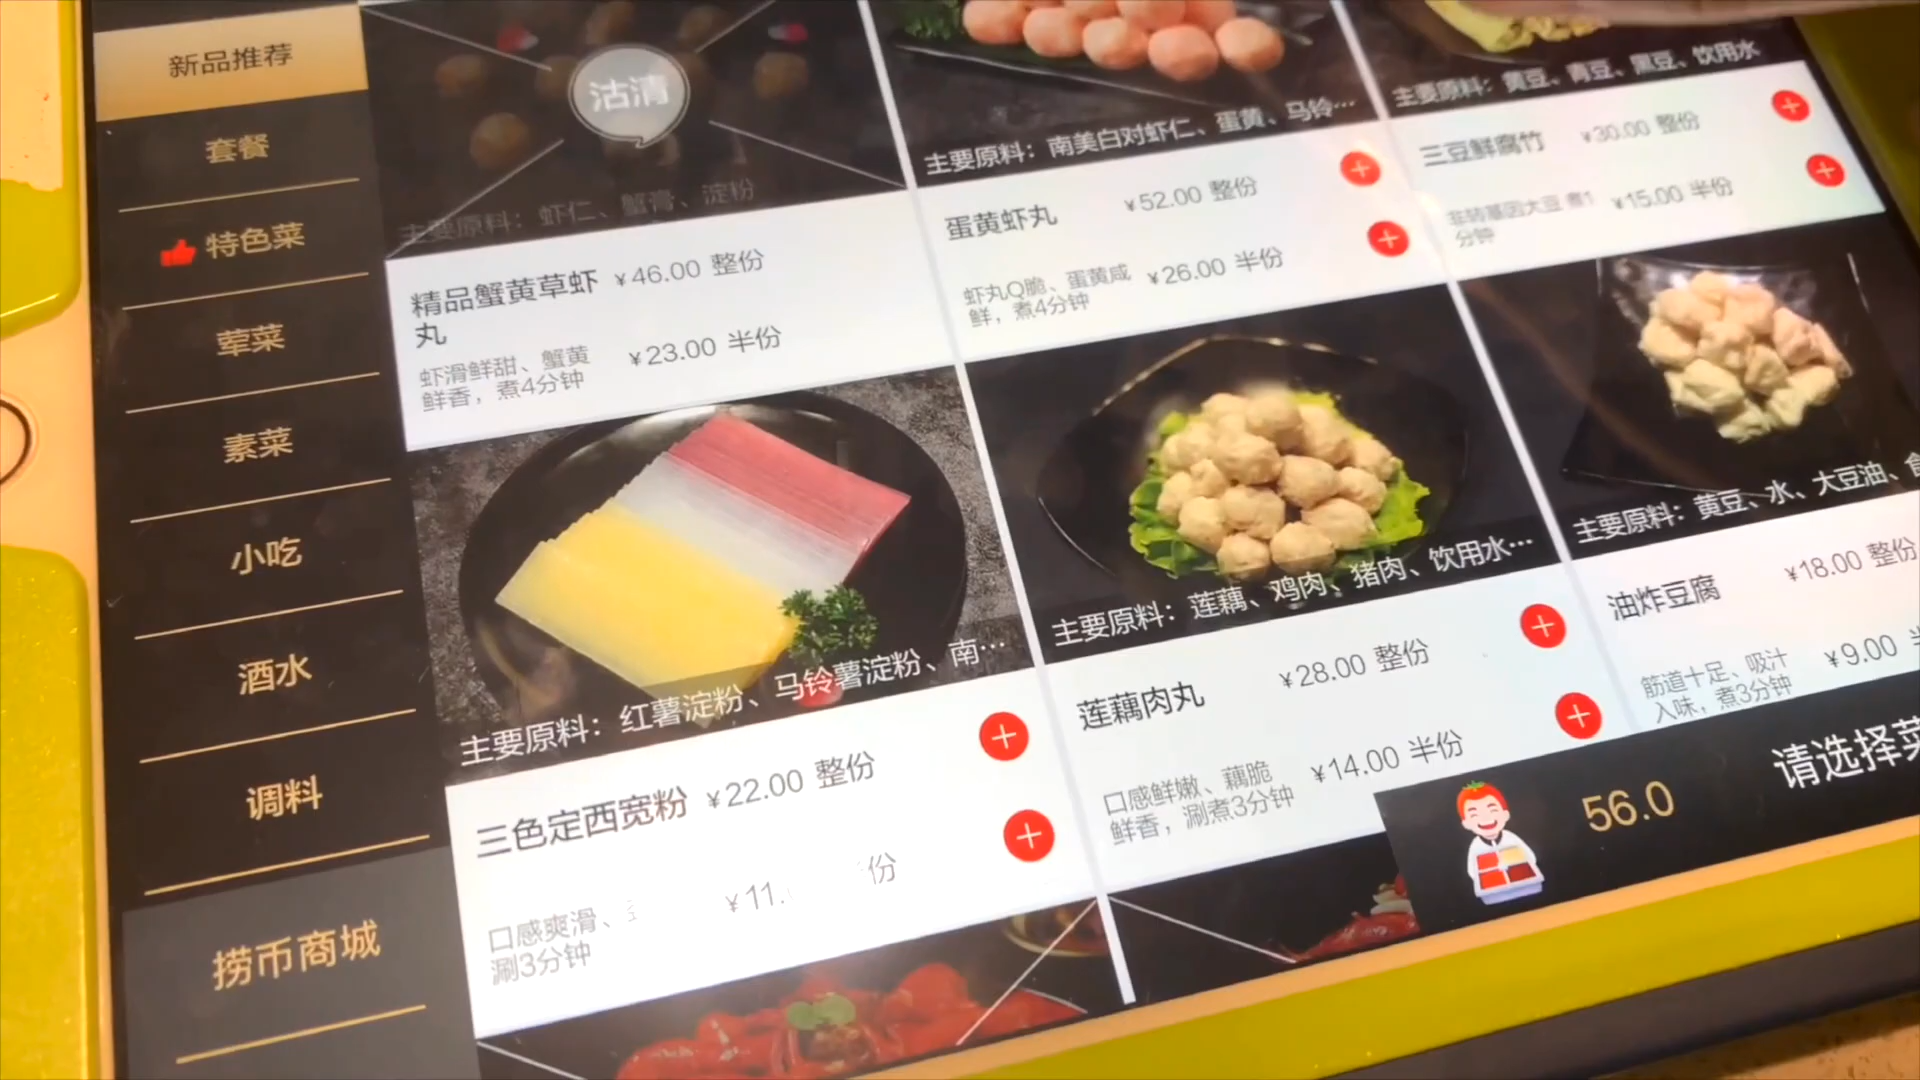 新品推荐
套餐
特色菜
荤菜
素菜
小吃
酒水
调料
捞币商城
沽清
主要原料：虾仁、蟹膏、淀粉
精品蟹黄草虾
丸
¥46.00 整份
虾滑鲜甜、蟹黄
鲜香，煮4分钟
¥23.00 半份
主要原料：南美白对虾仁、蛋黄、马铃…
蛋黄虾丸
¥52.00 整份
虾丸Q脆、蛋黄咸
鲜，煮4分钟
¥26.00 半份
主要原料：黄豆、青豆、黑豆、饮用水
三豆鲜腐竹
¥30.00 整份
非转基因大豆 煮1
分钟
¥15.00 半份
主要原料：红薯淀粉、马铃薯淀粉、南…
三色定西宽粉
¥22.00 整份
口感爽滑、
涮3分钟
¥11. 份
主要原料：莲藕、鸡肉、猪肉、饮用水…
莲藕肉丸
¥28.00 整份
口感鲜嫩、藕脆
鲜香，涮煮3分钟
¥14.00 半份
主要原料：黄豆、水、大豆油、
油炸豆腐
¥18.00 整份
筋道十足、吸汁
入味，煮3分钟
¥9.00
56.0
请选择菜